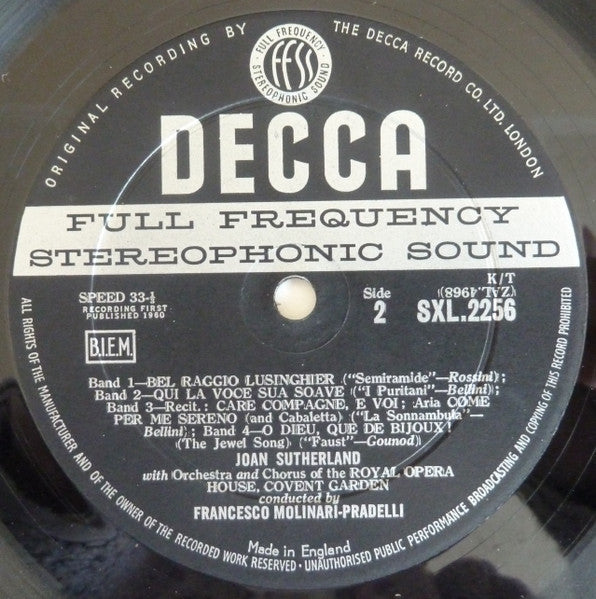 ORIGINAL RECORDING BY THE DECCA RECORD CO. LTD. LONDON
FULL FREQUENCY
FFSS
STEREOPHONIC SOUND
DECCA
FULL FREQUENCY
STEREOPHONIC SOUND
K/T
SPEED 33-⅓
RECORDING FIRST
PUBLISHED 1960
Side
2
(ZAL.4968)
SXL.2256
B.I.E.M.
Band 1—BEL RAGGIO LUSINGHIER (“Semiramide”—Rossini);
Band 2—QUI LA VOCE SUA SOAVE (“I Puritani”—Bellini);
Band 3—Recit.: CARE COMPAGNE, E VOI; Aria COME
PER ME SERENO (and Cabaletta) (“La Sonnambula”—
Bellini); Band 4—O DIEU, QUE DE BIJOUX!
(The Jewel Song) (“Faust”—Gounod)
JOAN SUTHERLAND
with Orchestra and Chorus of the ROYAL OPERA
HOUSE, COVENT GARDEN
conducted by
FRANCESCO MOLINARI-PRADELLI
Made in England
ALL RIGHTS OF THE MANUFACTURER AND OF THE OWNER OF THE RECORDED WORK RESERVED · UNAUTHORISED PUBLIC PERFORMANCE BROADCASTING AND COPYING OF THIS RECORD PROHIBITED